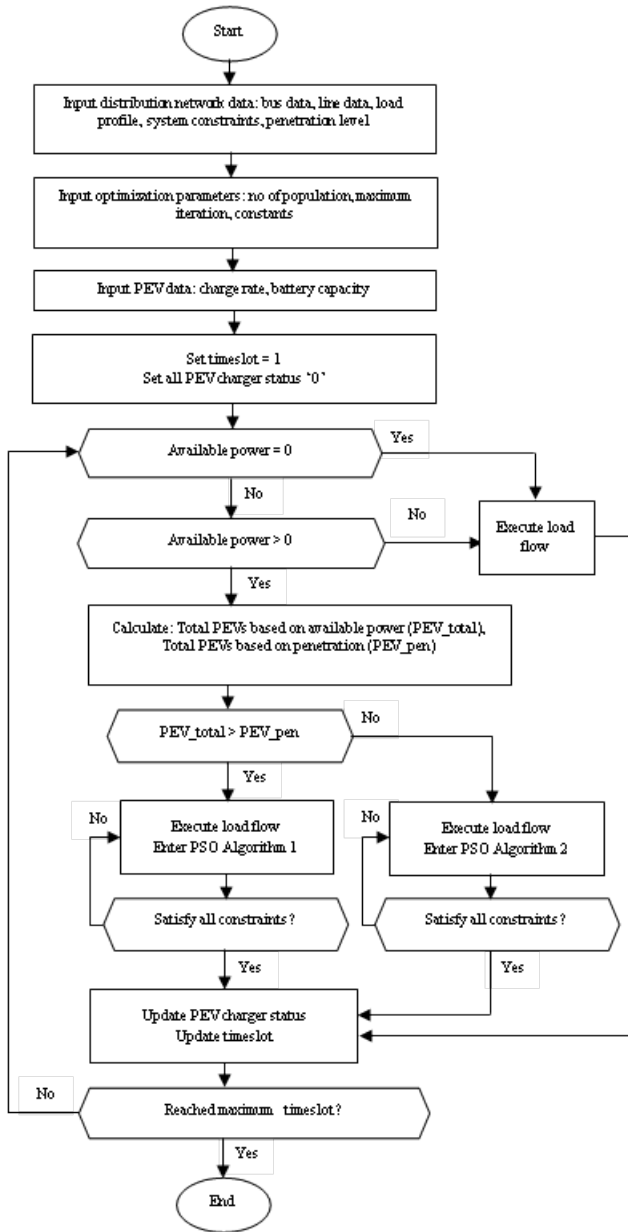 Start
Input distribution network data: bus data, line data, load
profile, system constraints, penetration level
Input optimization parameters: no of population, maximum
iteration, constants
Input PEV data: charge rate, battery capacity
Set timeslot = 1
Set all PEV charger status "0"
Available power = 0
Yes
No
Available power > 0
No
Execute load
flow
Yes
Calculate: Total PEVs based on available power (PEV_total),
Total PEVs based on penetration (PEV_pen)
PEV_total > PEV_pen
No
Yes
No
Execute load flow
Enter PSO Algorithm 1
No
Execute load flow
Enter PSO Algorithm 2
Satisfy all constraints?
Satisfy all constraints?
Yes
Yes
Update PEV charger status
Update timeslot
No
Reached maximum timeslot?
Yes
End